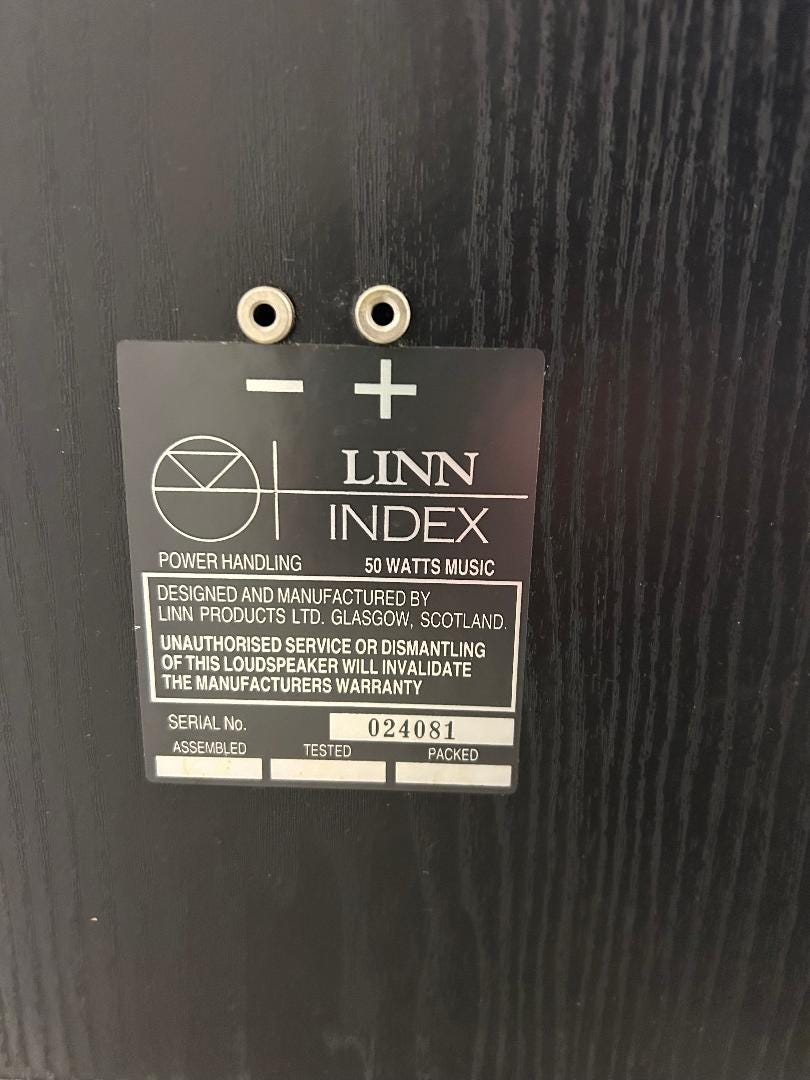 − +
LINN
INDEX
POWER HANDLING 50 WATTS MUSIC
DESIGNED AND MANUFACTURED BY
LINN PRODUCTS LTD. GLASGOW, SCOTLAND.
UNAUTHORISED SERVICE OR DISMANTLING
OF THIS LOUDSPEAKER WILL INVALIDATE
THE MANUFACTURERS WARRANTY
SERIAL No. 024081
ASSEMBLED TESTED PACKED